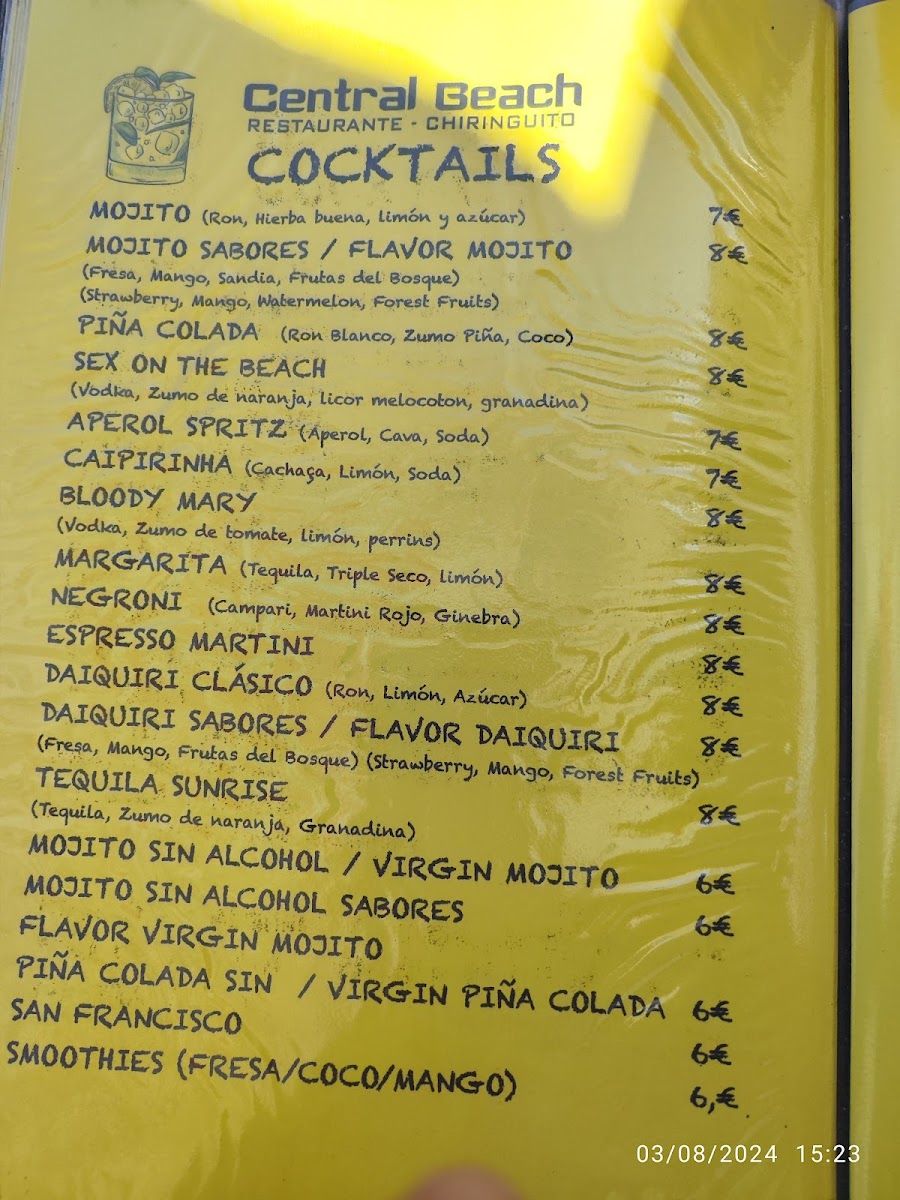 Central Beach
RESTAURANTE - CHIRINGUITO
COCKTAILS
MOJITO (Ron, Hierba buena, limón y azúcar) 7€
MOJITO SABORES / FLAVOR MOJITO 8€
(Fresa, Mango, Sandia, Frutas del Bosque)
(Strawberry, Mango, Watermelon, Forest Fruits)
PIÑA COLADA (Ron Blanco, Zumo Piña, Coco) 8€
SEX ON THE BEACH 8€
(Vodka, Zumo de naranja, licor melocoton, granadina)
APEROL SPRITZ (Aperol, Cava, Soda) 7€
CAIPIRINHA (Cachaça, Limón, Soda) 7€
BLOODY MARY 8€
(Vodka, Zumo de tomate, limón, perrins)
MARGARITA (Tequila, Triple Seco, limón) 8€
NEGRONI (Campari, Martini Rojo, Ginebra) 8€
ESPRESSO MARTINI 8€
DAIQUIRI CLÁSICO (Ron, Limón, Azúcar) 8€
DAIQUIRI SABORES / FLAVOR DAIQUIRI 8€
(Fresa, Mango, Frutas del Bosque) (Strawberry, Mango, Forest Fruits)
TEQUILA SUNRISE 8€
(Tequila, Zumo de naranja, Granadina)
MOJITO SIN ALCOHOL / VIRGIN MOJITO 6€
MOJITO SIN ALCOHOL SABORES 6€
FLAVOR VIRGIN MOJITO
PIÑA COLADA SIN / VIRGIN PIÑA COLADA 6€
SAN FRANCISCO 6€
SMOOTHIES (FRESA/COCO/MANGO) 6,€
03/08/2024 15:23